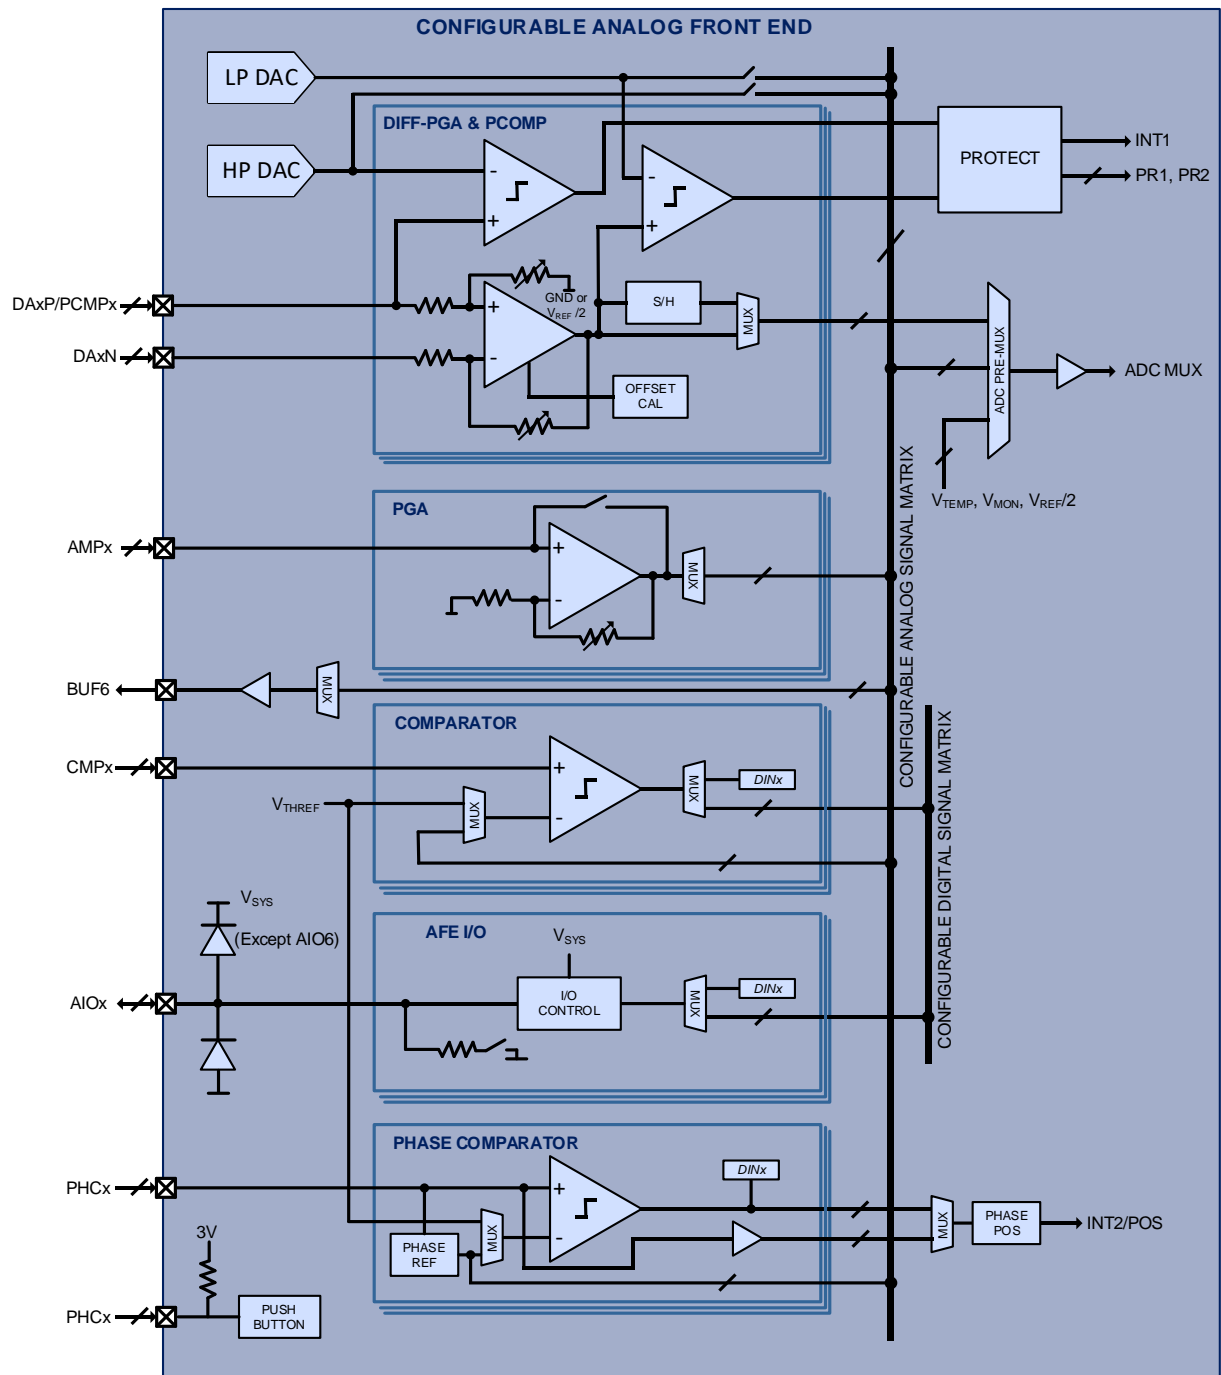 CONFIGURABLE ANALOG FRONT END
LP DAC
HP DAC
DIFF-PGA & PCOMP
-
+
-
+
PROTECT
INT1
PR1, PR2
DAxP/PCMPx
DAxN
+
-
GND or
VREF /2
S/H
MUX
OFFSET
CAL
ADC PRE-MUX
ADC MUX
VTEMP, VMON, VREF/2
CONFIGURABLE ANALOG SIGNAL MATRIX
PGA
AMPx
+
-
MUX
BUF6
MUX
COMPARATOR
CMPx
+
-
VTHREF
MUX
MUX
DINx
CONFIGURABLE DIGITAL SIGNAL MATRIX
AFE I/O
VSYS
(Except AIO6)
AIOx
VSYS
I/O
CONTROL
MUX
DINx
PHASE COMPARATOR
PHCx
+
-
PHASE
REF
MUX
DINx
MUX
PHASE
POS
INT2/POS
3V
PHCx
PUSH
BUTTON